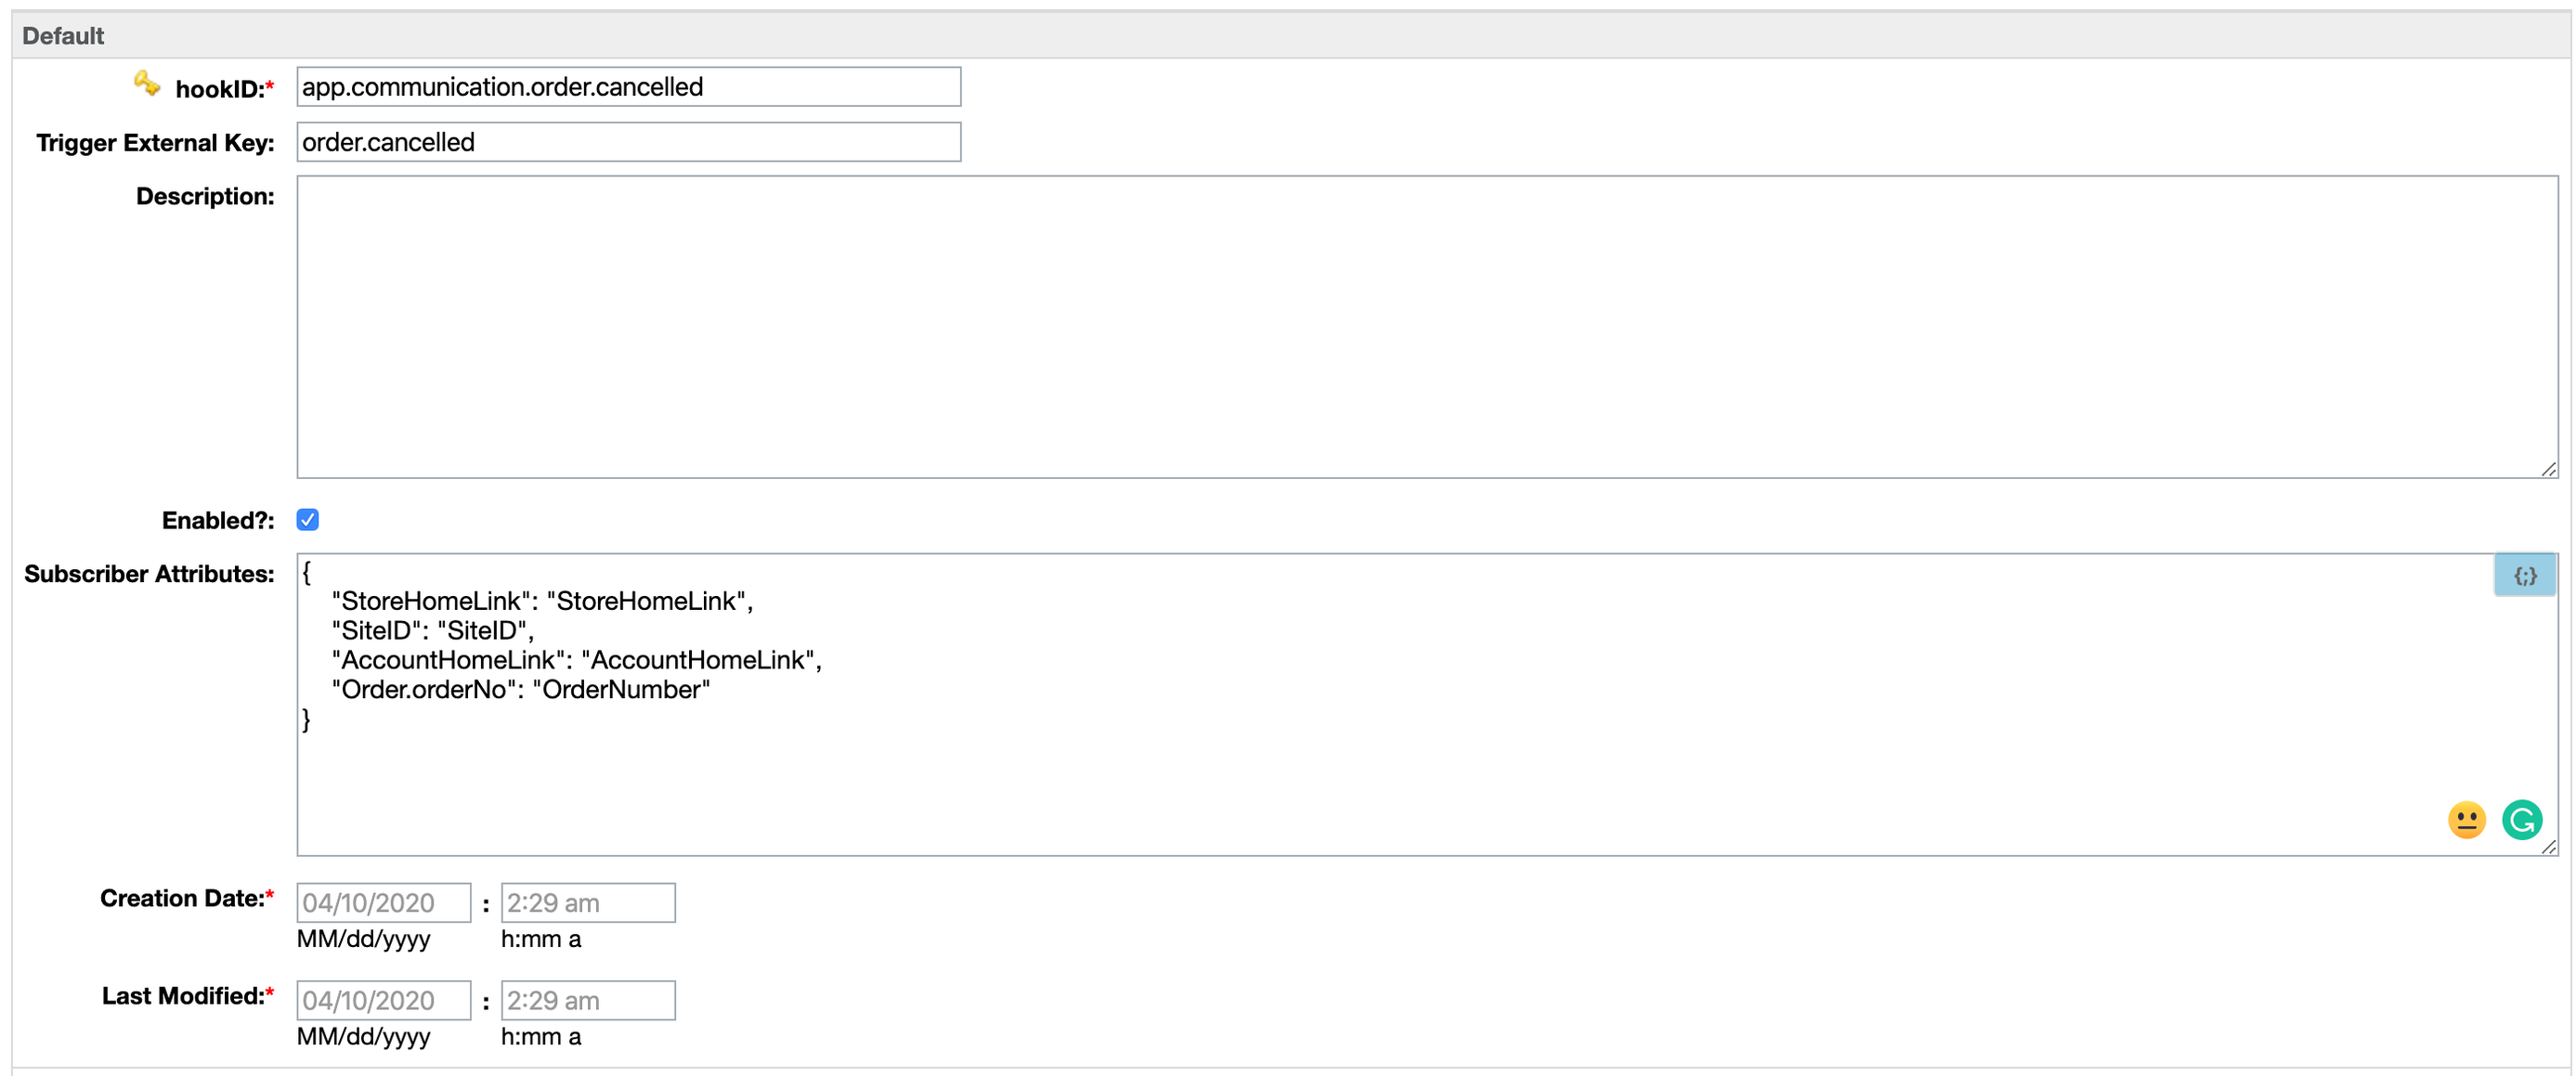 Default
hookID:* app.communication.order.cancelled
Trigger External Key: order.cancelled
Description:
Enabled?:
Subscriber Attributes: {
"StoreHomeLink": "StoreHomeLink",
"SiteID": "SiteID",
"AccountHomeLink": "AccountHomeLink",
"Order.orderNo": "OrderNumber"
}
{;}
Creation Date:* 04/10/2020 : 2:29 am
MM/dd/yyyy h:mm a
Last Modified:* 04/10/2020 : 2:29 am
MM/dd/yyyy h:mm a